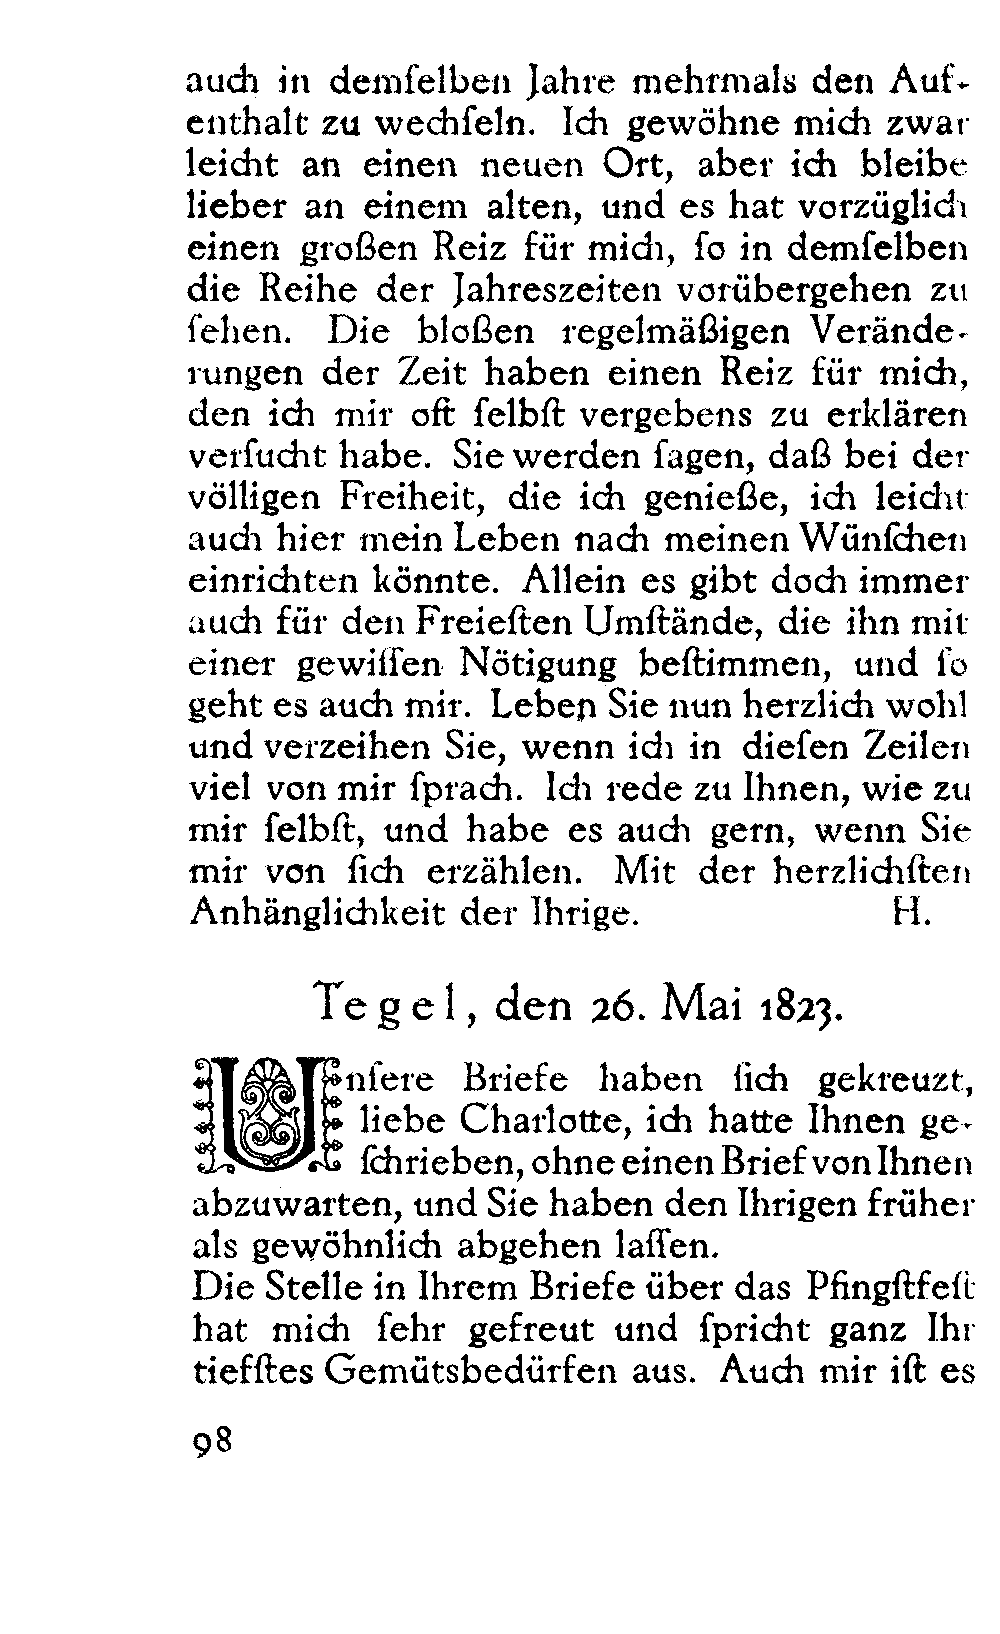 auch in demſelben Jahre mehrmals den Auf-
enthalt zu wechſeln. Ich gewöhne mich zwar
leicht an einen neuen Ort, aber ich bleibe
lieber an einem alten, und es hat vorzüglich
einen großen Reiz für mich, ſo in demſelben
die Reihe der Jahreszeiten vorübergehen zu
ſehen. Die bloßen regelmäßigen Verände-
rungen der Zeit haben einen Reiz für mich,
den ich mir oft ſelbſt vergebens zu erklären
verſucht habe. Sie werden ſagen, daß bei der
völligen Freiheit, die ich genieße, ich leicht
auch hier mein Leben nach meinen Wünſchen
einrichten könnte. Allein es gibt doch immer
auch für den Freieſten Umſtände, die ihn mit
einer gewiſſen Nötigung beſtimmen, und ſo
geht es auch mir. Leben Sie nun herzlich wohl
und verzeihen Sie, wenn ich in dieſen Zeilen
viel von mir ſprach. Ich rede zu Ihnen, wie zu
mir ſelbſt, und habe es auch gern, wenn Sie
mir von ſich erzählen. Mit der herzlichſten
Anhänglichkeit der Ihrige. H.
Tegel, den 26. Mai 1823.
Unſere Briefe haben ſich gekreuzt,
liebe Charlotte, ich hatte Ihnen ge-
ſchrieben, ohne einen Brief von Ihnen
abzuwarten, und Sie haben den Ihrigen früher
als gewöhnlich abgehen laſſen.
Die Stelle in Ihrem Briefe über das Pfingſtfeſt
hat mich ſehr gefreut und ſpricht ganz Ihr
tiefſtes Gemütsbedürfen aus. Auch mir iſt es
98